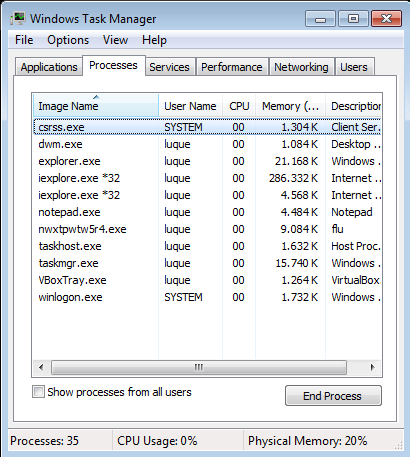 Windows Task Manager
File Options View Help
Applications Processes Services Performance Networking Users
Image Name User Name CPU Memory (... Description
csrss.exe SYSTEM 00 1.304 K Client Ser...
dwm.exe luque 00 1.084 K Desktop ...
explorer.exe luque 00 21.168 K Windows ...
iexplore.exe *32 luque 00 286.332 K Internet ...
iexplore.exe *32 luque 00 4.568 K Internet ...
notepad.exe luque 00 4.484 K Notepad
nwxtpwtw5r4.exe luque 00 9.084 K flu
taskhost.exe luque 00 1.632 K Host Proc...
taskmgr.exe luque 00 15.740 K Windows ...
VBoxTray.exe luque 00 1.264 K VirtualBox...
winlogon.exe SYSTEM 00 1.732 K Windows ...
Show processes from all users
End Process
Processes: 35 CPU Usage: 0% Physical Memory: 20%